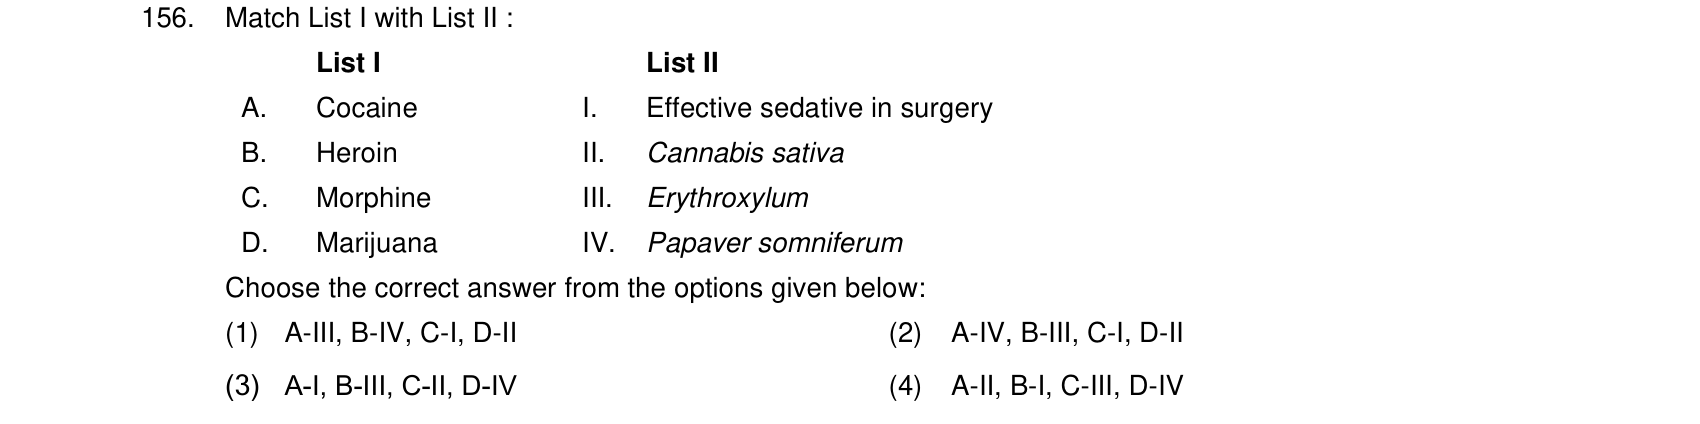 156. Match List I with List II :
List I List II
A. Cocaine I. Effective sedative in surgery
B. Heroin II. Cannabis sativa
C. Morphine III. Erythroxylum
D. Marijuana IV. Papaver somniferum
Choose the correct answer from the options given below:
(1) A-III, B-IV, C-I, D-II (2) A-IV, B-III, C-I, D-II
(3) A-I, B-III, C-II, D-IV (4) A-II, B-I, C-III, D-IV